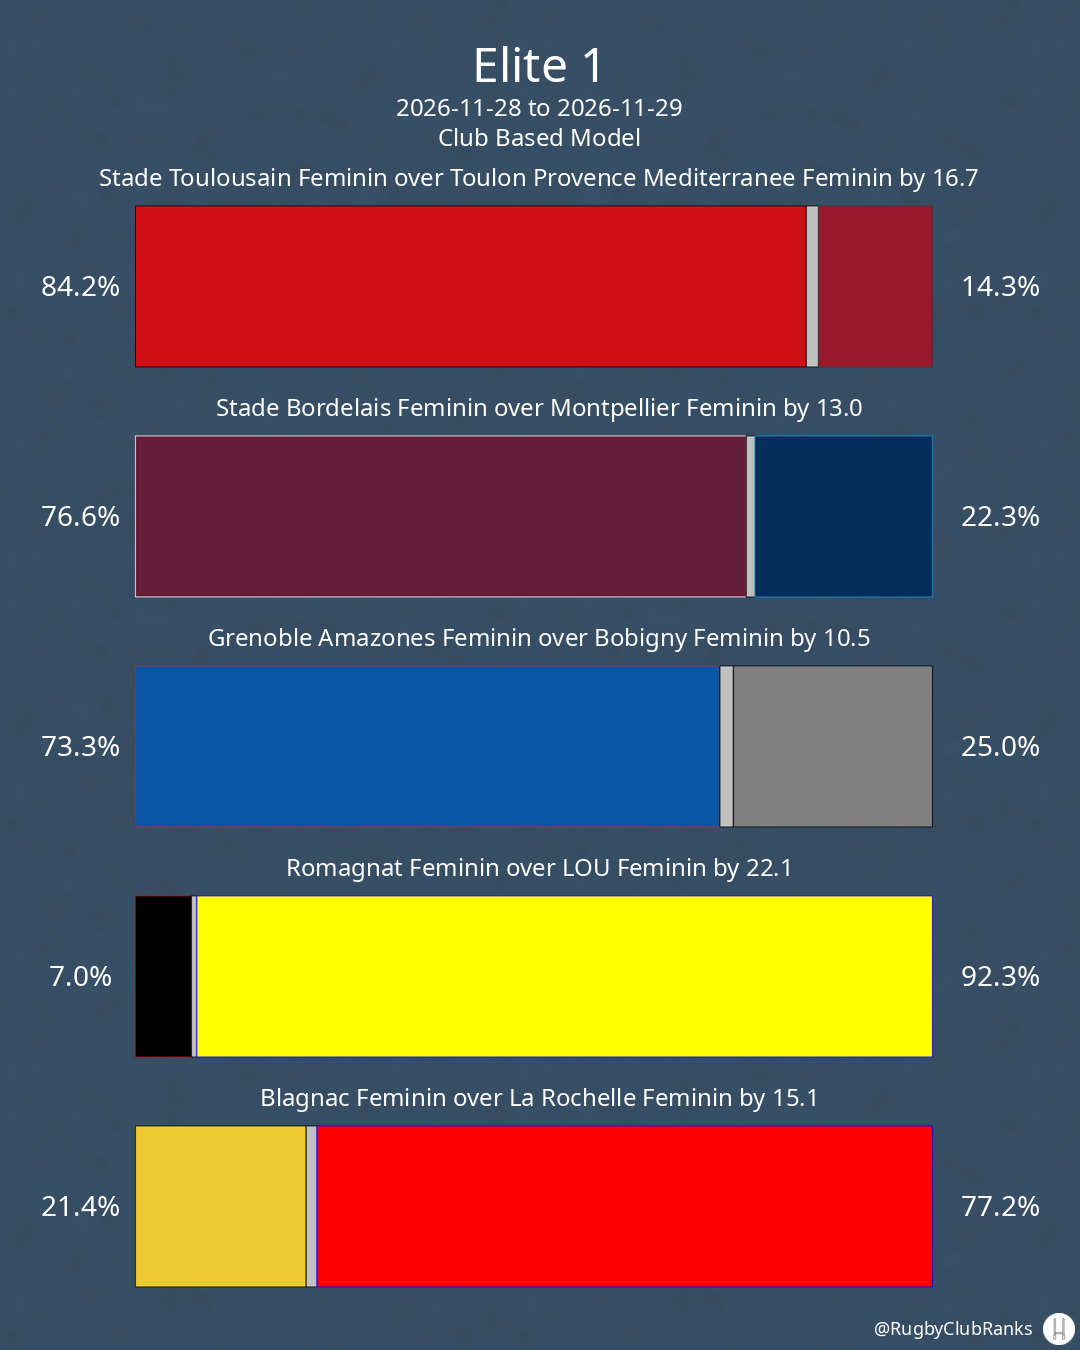 Elite 1
2026-11-28 to 2026-11-29
Club Based Model
Stade Toulousain Feminin over Toulon Provence Mediterranee Feminin by 16.7
84.2%
14.3%
Stade Bordelais Feminin over Montpellier Feminin by 13.0
76.6%
22.3%
Grenoble Amazones Feminin over Bobigny Feminin by 10.5
73.3%
25.0%
Romagnat Feminin over LOU Feminin by 22.1
7.0%
92.3%
Blagnac Feminin over La Rochelle Feminin by 15.1
21.4%
77.2%
@RugbyClubRanks